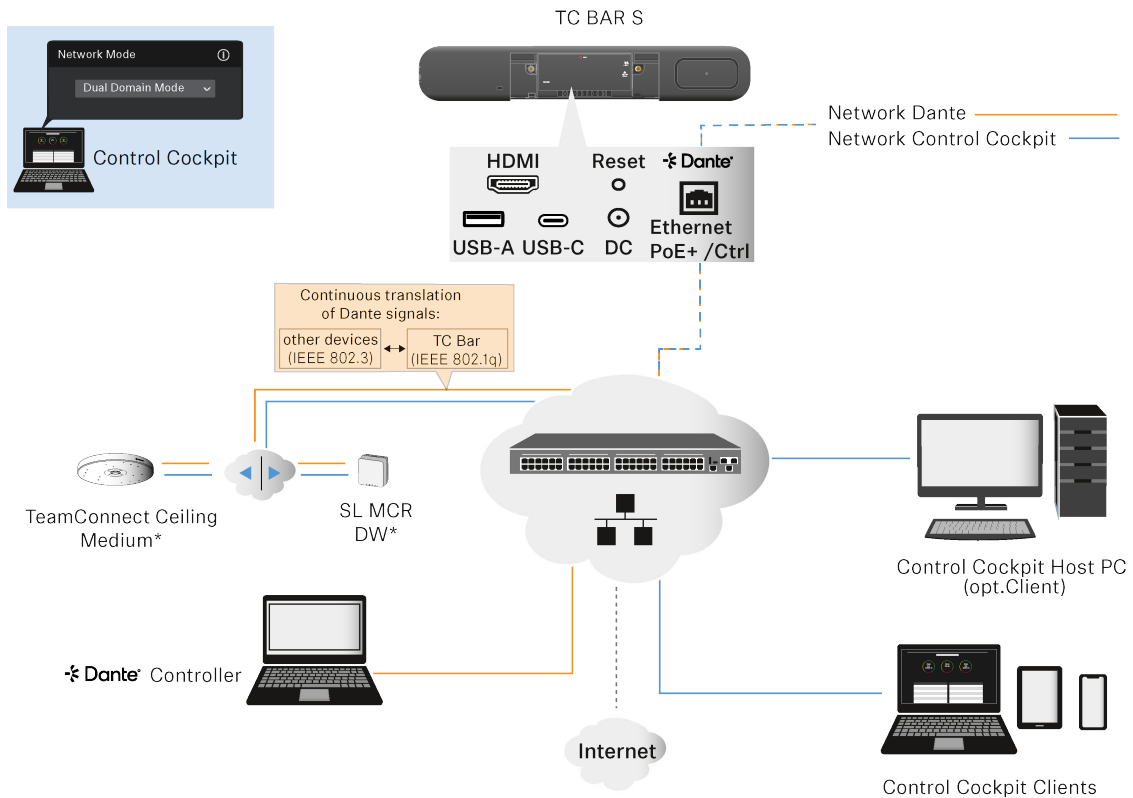 TC BAR S
Network Mode
Dual Domain Mode
Control Cockpit
Network Dante
Network Control Cockpit
HDMI
Reset
Dante®
USB-A
USB-C
DC
Ethernet
PoE+ /Ctrl
Continuous translation
of Dante signals:
other devices
(IEEE 802.3)
TC Bar
(IEEE 802.1q)
TeamConnect Ceiling
Medium*
SL MCR
DW*
Control Cockpit Host PC
(opt.Client)
Dante® Controller
Internet
Control Cockpit Clients